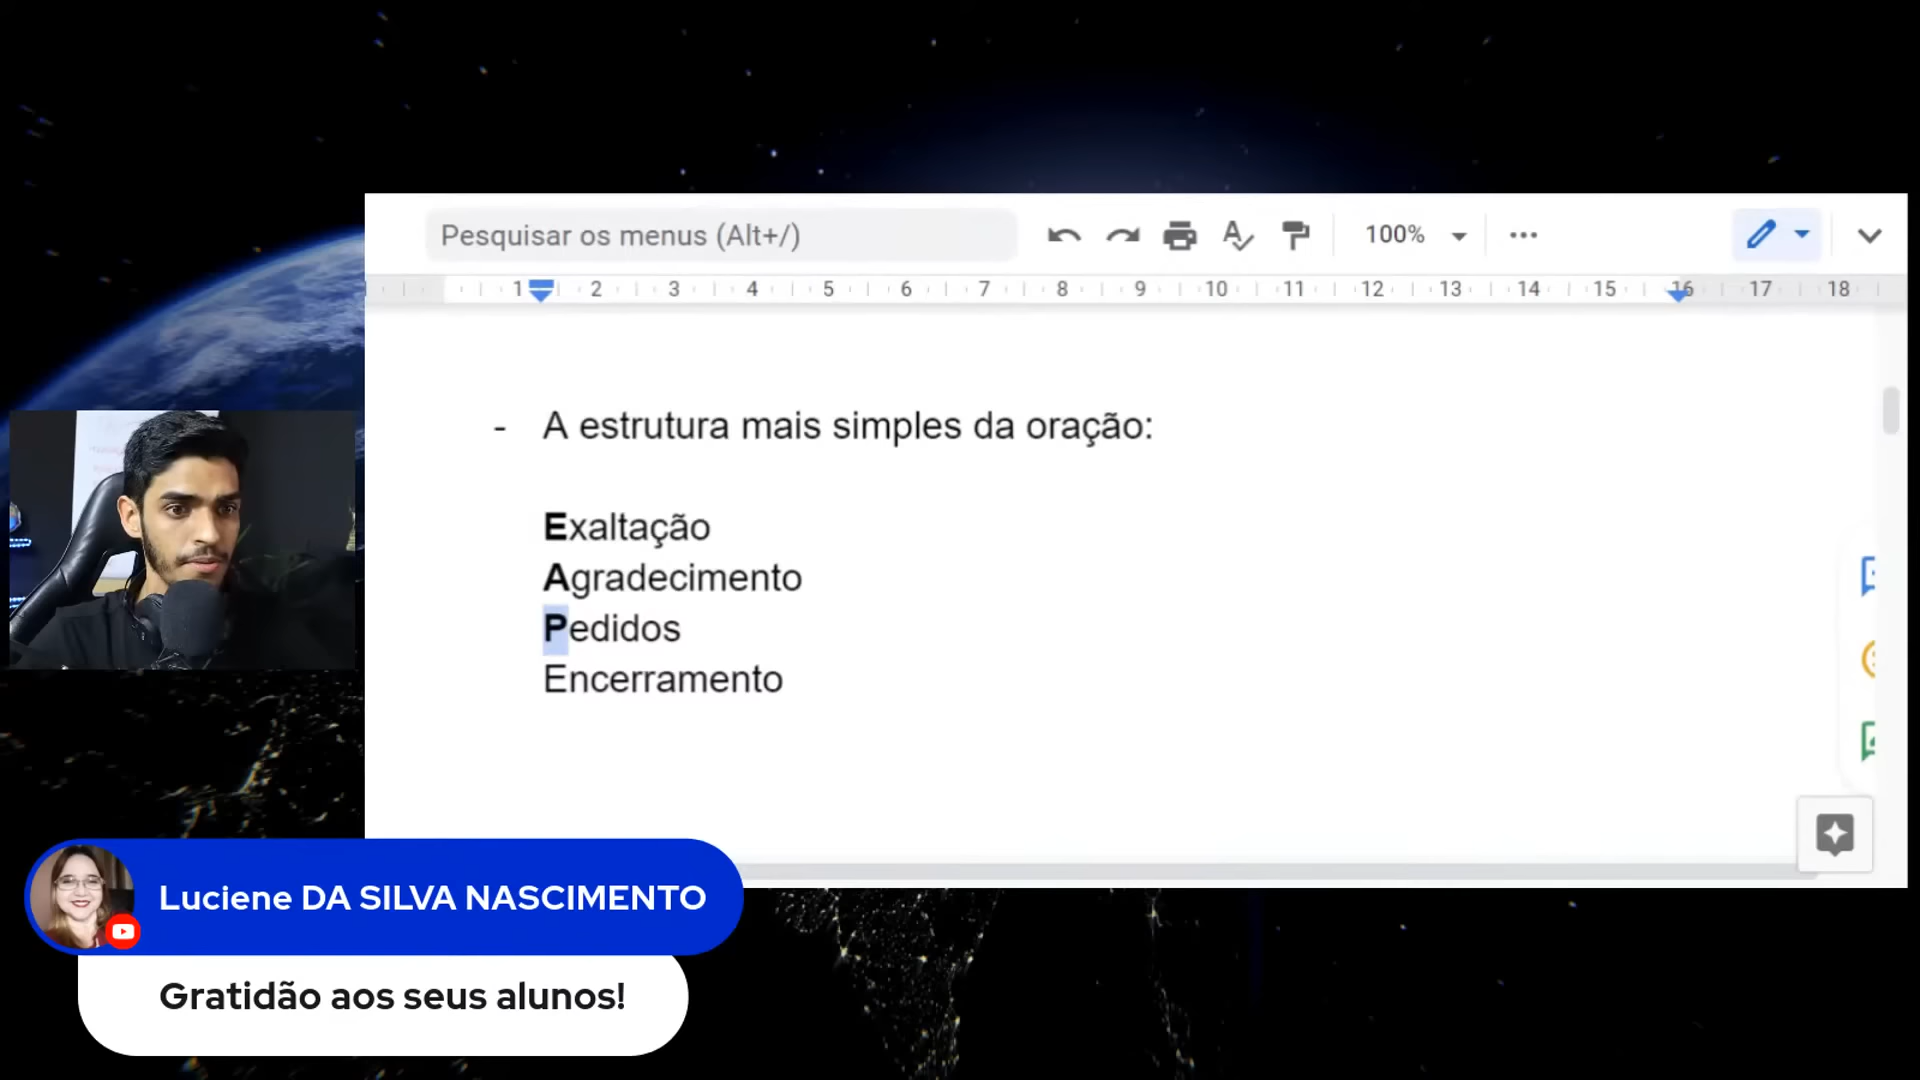 Pesquisar os menus (Alt+/)
100%
1 2 3 4 5 6 7 8 9 10 11 12 13 14 15 16 17 18
- A estrutura mais simples da oração:
Exaltação
Agradecimento
Pedidos
Encerramento
Luciene DA SILVA NASCIMENTO
Gratidão aos seus alunos!